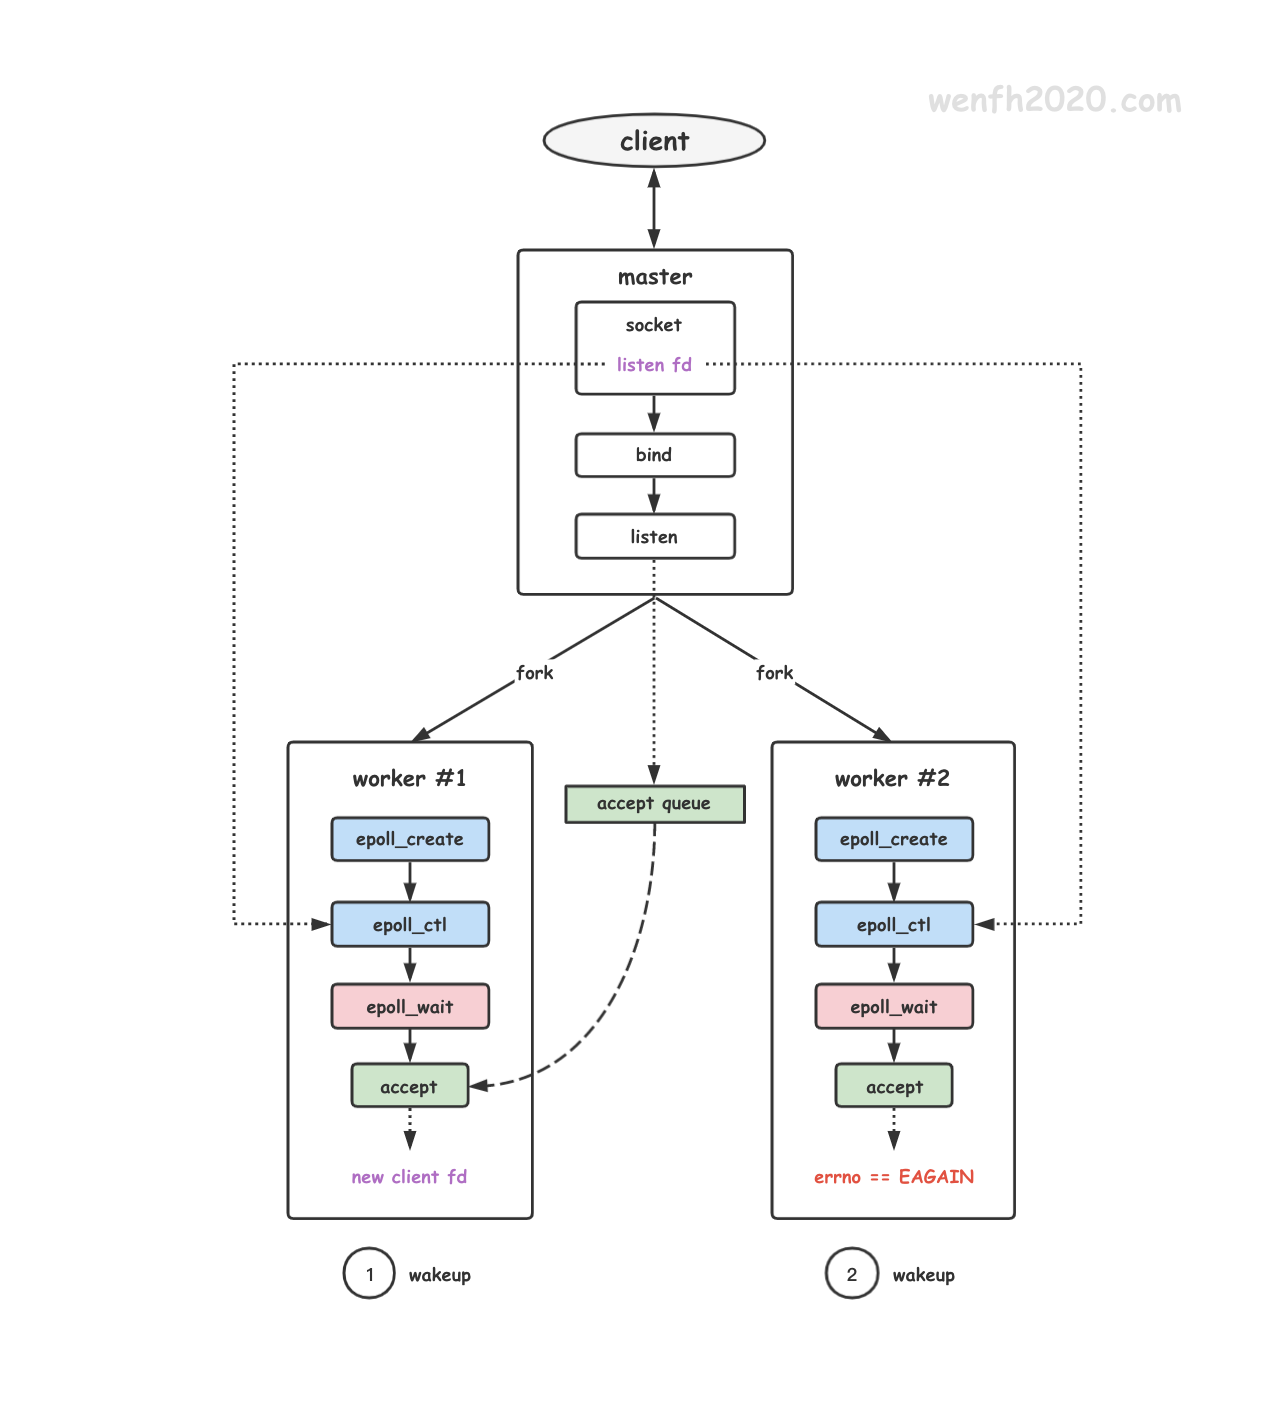 wenfh2020.com
client
master
socket
listen fd
bind
listen
fork
fork
worker #1
accept queue
worker #2
epoll_create
epoll_create
epoll_ctl
epoll_ctl
epoll_wait
epoll_wait
accept
accept
new client fd
errno == EAGAIN
1 wakeup
2 wakeup